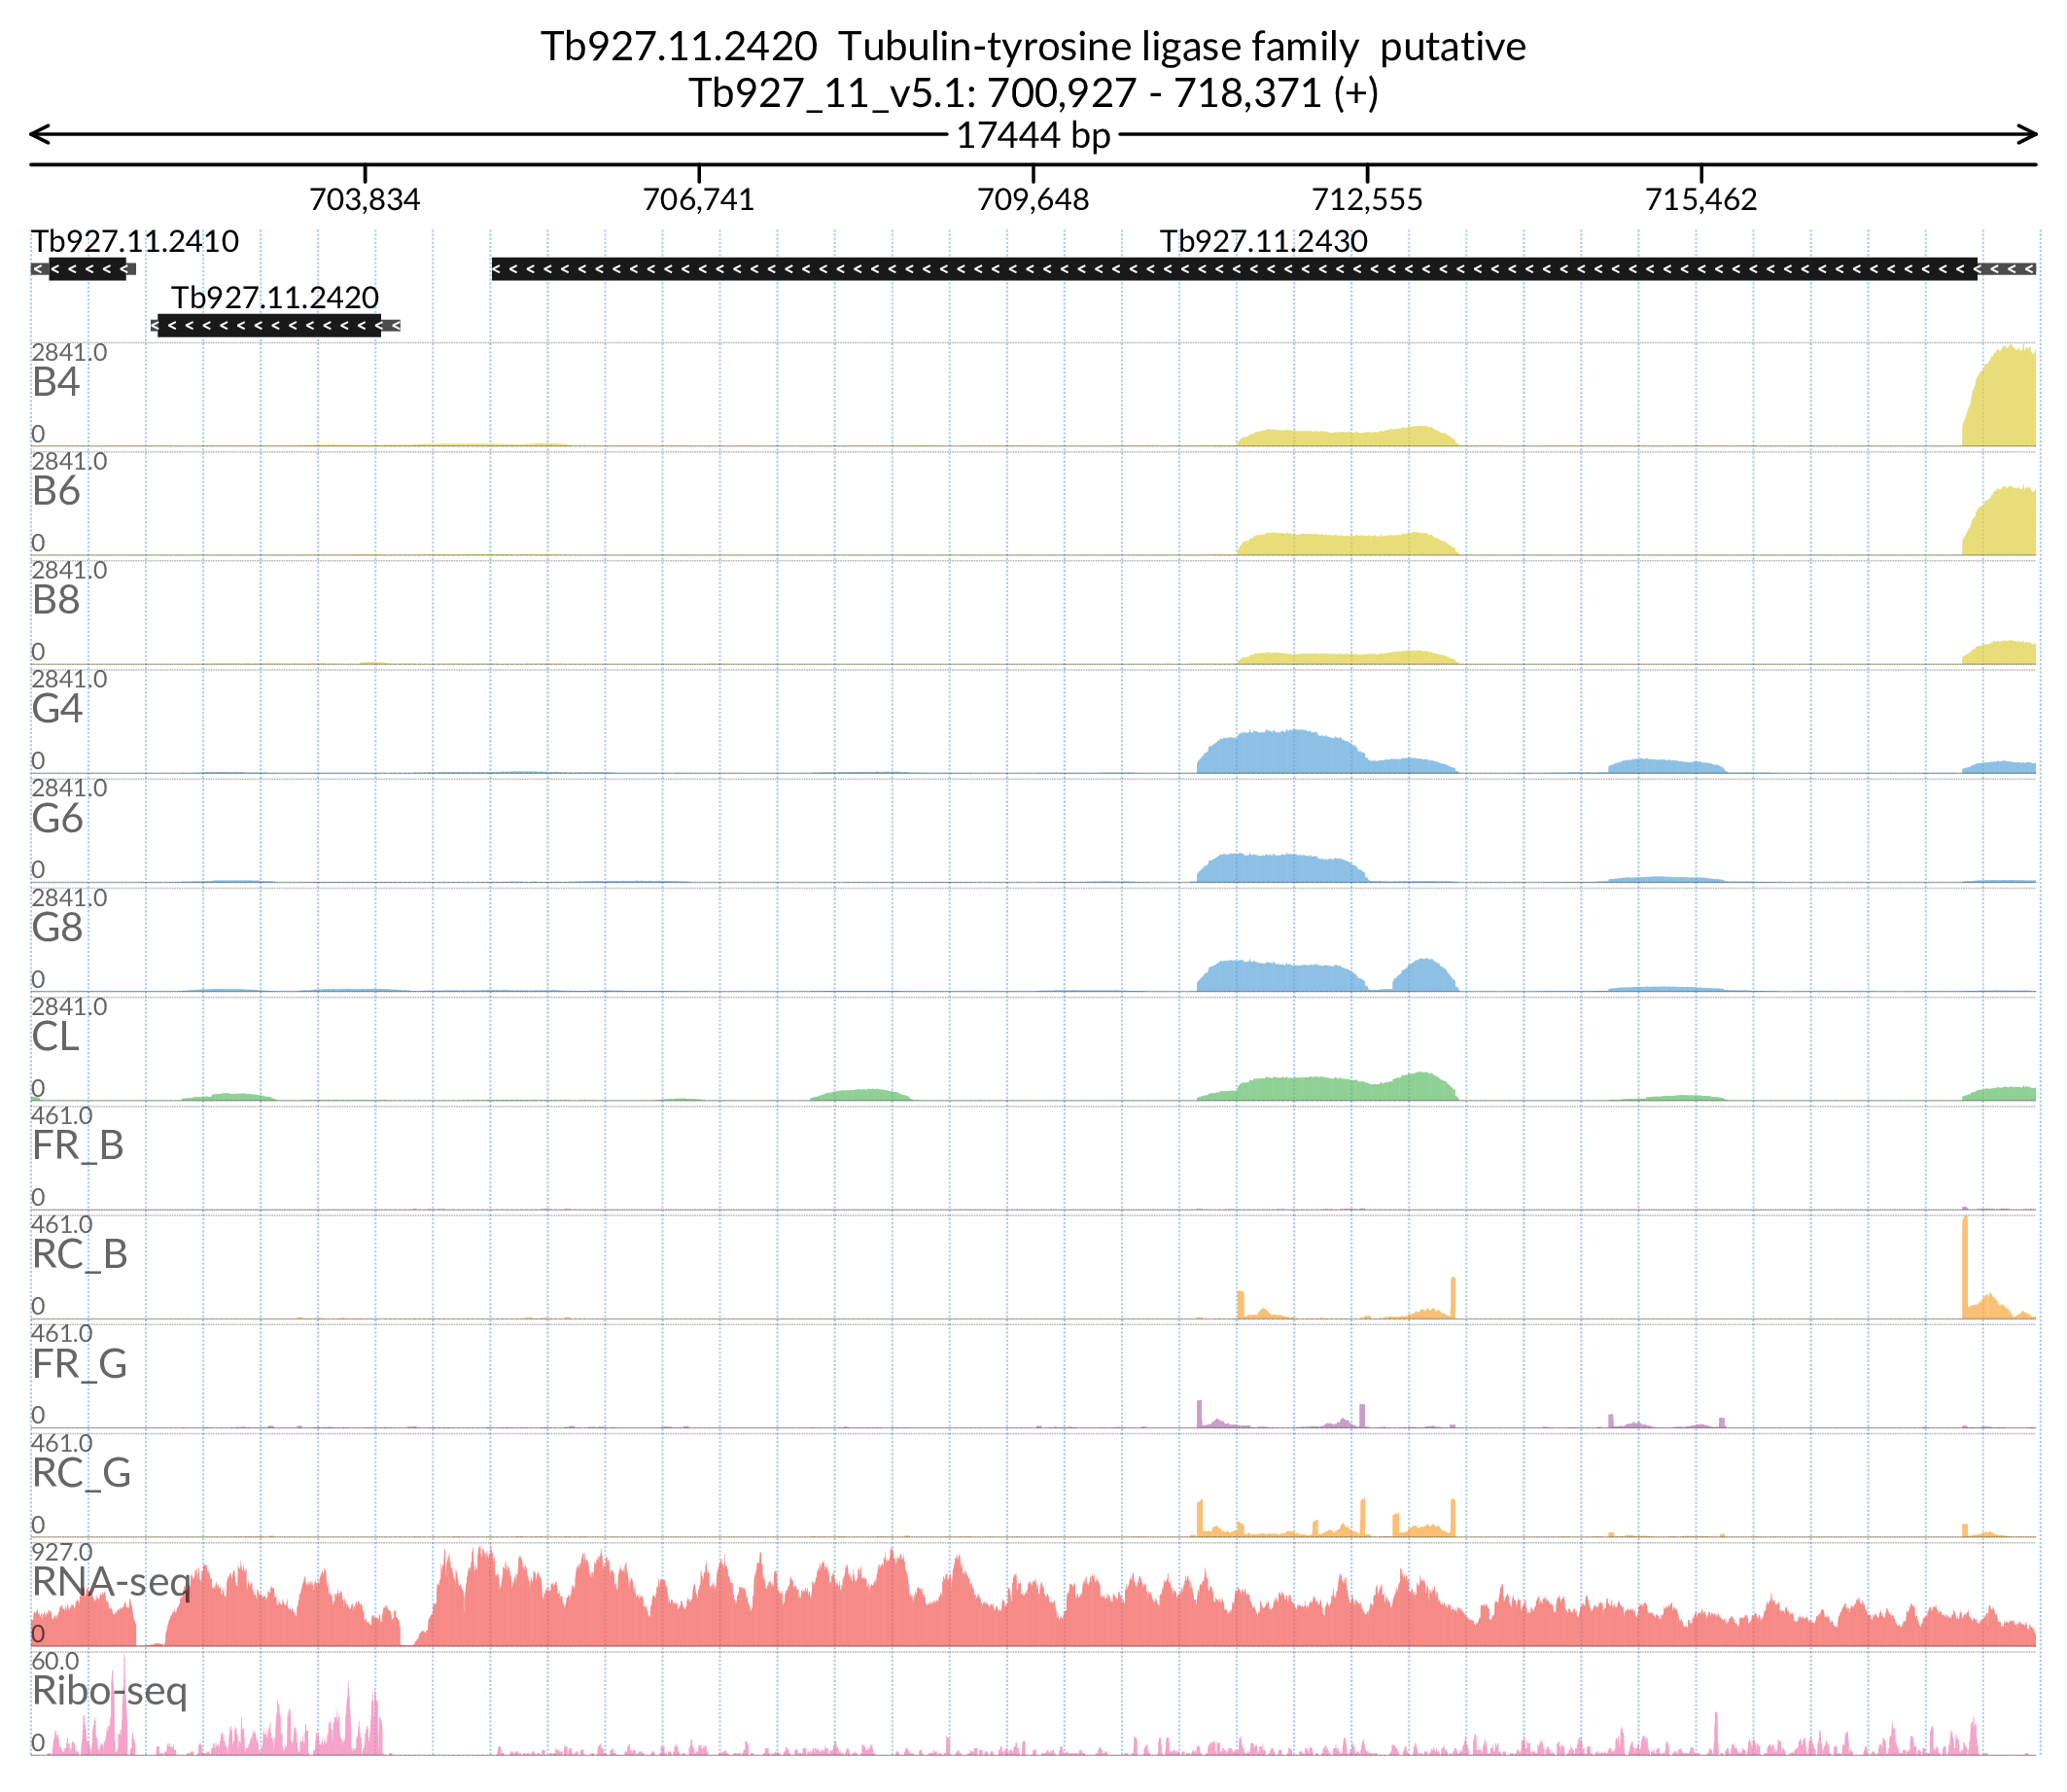 Tb927.11.2420  Tubulin-tyrosine ligase family  putative
Tb927_11_v5.1: 700,927 - 718,371 (+)
17444 bp
703,834 706,741 709,648 712,555 715,462
Tb927.11.2410 Tb927.11.2430
Tb927.11.2420
2841.0
B4
0
2841.0
B6
0
2841.0
B8
0
2841.0
G4
0
2841.0
G6
0
2841.0
G8
0
2841.0
CL
0
461.0
FR_B
0
461.0
RC_B
0
461.0
FR_G
0
461.0
RC_G
0
927.0
RNA-seq
0
60.0
Ribo-seq
0